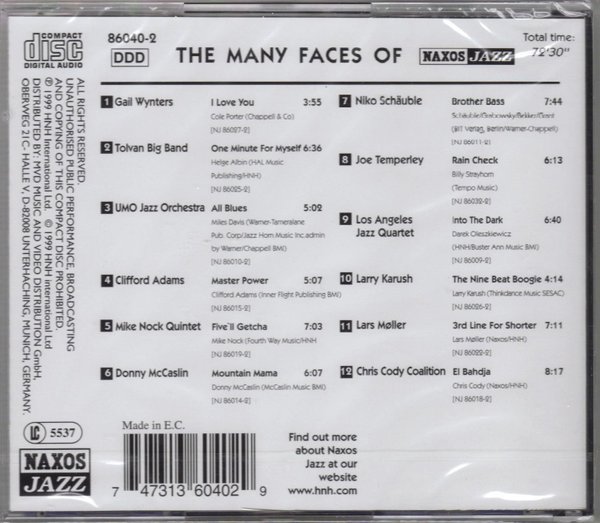 COMPACT
disc
DIGITAL AUDIO
86040-2
DDD
THE MANY FACES OF NAXOS JAZZ
Total time:
72'30"
1 Gail Wynters I Love You 3:55
Cole Porter (Chappell & Co)
[NJ 86027-2]
2 Tolvan Big Band One Minute For Myself 6:36
Helge Albin (HAL Music
Publishing/HNH)
[NJ 86025-2]
3 UMO Jazz Orchestra All Blues 5:02
Miles Davis (Warner-Tamerlane
Pub. Corp/Jazz Horn Music Inc.admin
by Warner/Chappell BMI)
[NJ 86010-2]
4 Clifford Adams Master Power 5:07
Clifford Adams (Inner Flight Publishing BMI)
[NJ 86015-2]
5 Mike Nock Quintet Five'll Getcha 7:03
Mike Nock (Fourth Way Music/HNH
[NJ 86019-2]
6 Donny McCaslin Mountain Mama 6:07
Donny McCaslin (McCaslin Music BMI)
[NJ 86014-2]
7 Niko Schäuble Brother Bass 7:44
Schäuble/Grabowsky/Bekker/Grant
(BIT Verlag, Berlin/Warner-Chappell)
[NJ 86011-2]
8 Joe Temperley Rain Check 6:13
Billy Strayhorn
(Tempo Music)
[NJ 86032-2]
9 Los Angeles Into The Dark 6:40
Jazz Quartet Darek Oleszkiewicz
(HNH/Buster Ann Music BMI)
[NJ 86009-2]
10 Larry Karush The Nine Beat Boogie 4:14
Larry Karush (Thinkdance Music SESAC)
[NJ 86026-2]
11 Lars Møller 3rd Line For Shorter 7:11
Lars Møller (Naxos/HNH)
[NJ 86022-2]
12 Chris Cody Coalition El Bahdja 8:17
Chris Cody (Naxos/HNH)
[NJ 86018-2]
ALL RIGHTS RESERVED.
UNAUTHORISED PUBLIC PERFORMANCE, BROADCASTING
AND COPYING OF THIS COMPACT DISC PROHIBITED.
℗ 1999 HNH International Ltd. © 1999 HNH International Ltd
DISTRIBUTED BY: MVD MUSIC AND VIDEO DISTRIBUTION GmbH,
OBERWEG 21C - HALLE V, D-82008 UNTERHACHING, MUNICH, GERMANY.
LC 5537
NAXOS
JAZZ
Made in E.C.
7 47313 60402 9
Find out more
about Naxos
Jazz at our
website
www.hnh.com